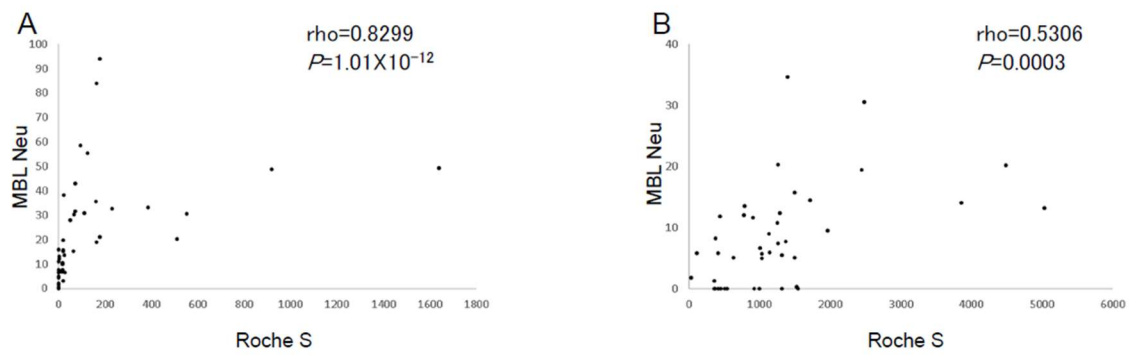 A
rho=0.8299
P=1.01X10⁻¹²
MBL Neu
100
90
80
70
60
50
40
30
20
10
0
0 200 400 600 800 1000 1200 1400 1600 1800
Roche S
B
rho=0.5306
P=0.0003
MBL Neu
40
30
20
10
0
0 1000 2000 3000 4000 5000 6000
Roche S